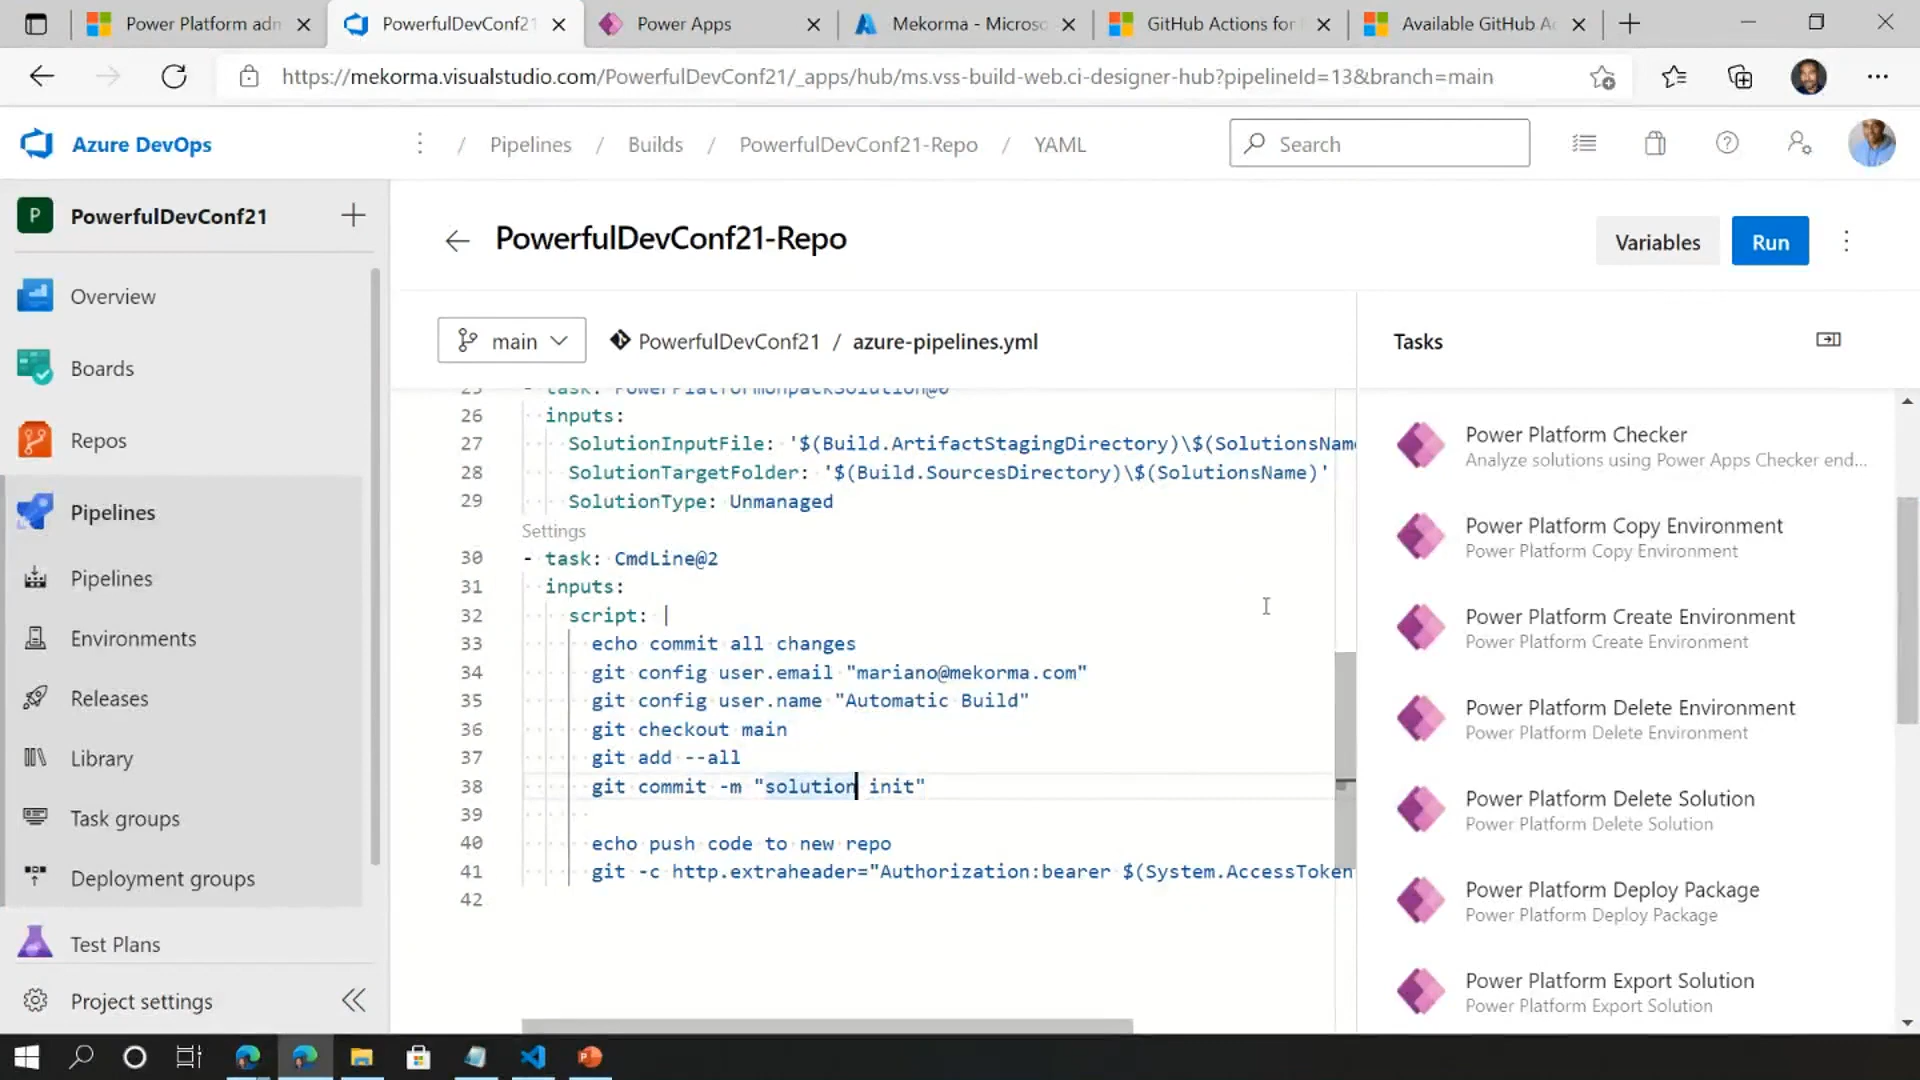 Power Platform adm
PowerfulDevConf21
Power Apps
Mekorma - Microso
GitHub Actions for
Available GitHub Ac
https://mekorma.visualstudio.com/PowerfulDevConf21/_apps/hub/ms.vss-build-web.ci-designer-hub?pipelineId=13&branch=main
Azure DevOps
/ Pipelines / Builds / PowerfulDevConf21-Repo / YAML
Search
P PowerfulDevConf21
Overview
Boards
Repos
Pipelines
Pipelines
Environments
Releases
Library
Task groups
Deployment groups
Test Plans
Project settings
PowerfulDevConf21-Repo
Variables
Run
main
PowerfulDevConf21 / azure-pipelines.yml
25 - task: PowerPlatformUnpackSolution@0
26 inputs:
27 SolutionInputFile: '$(Build.ArtifactStagingDirectory)\$(SolutionsName
28 SolutionTargetFolder: '$(Build.SourcesDirectory)\$(SolutionsName)'
29 SolutionType: Unmanaged
Settings
30 - task: CmdLine@2
31 inputs:
32 script: |
33 echo commit all changes
34 git config user.email "mariano@mekorma.com"
35 git config user.name "Automatic Build"
36 git checkout main
37 git add --all
38 git commit -m "solution init"
39
40 echo push code to new repo
41 git -c http.extraheader="Authorization:bearer $(System.AccessToken
42
Tasks
Power Platform Checker
Analyze solutions using Power Apps Checker end...
Power Platform Copy Environment
Power Platform Copy Environment
Power Platform Create Environment
Power Platform Create Environment
Power Platform Delete Environment
Power Platform Delete Environment
Power Platform Delete Solution
Power Platform Delete Solution
Power Platform Deploy Package
Power Platform Deploy Package
Power Platform Export Solution
Power Platform Export Solution